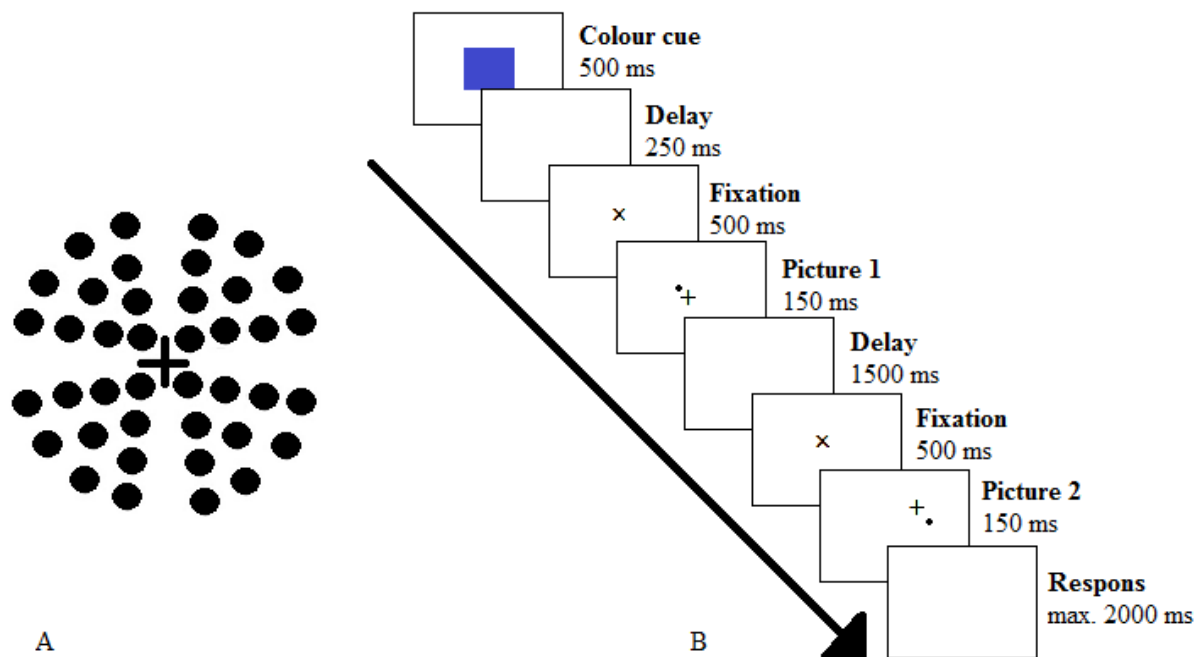 Colour cue
500 ms
Delay
250 ms
Fixation
500 ms
Picture 1
150 ms
Delay
1500 ms
Fixation
500 ms
Picture 2
150 ms
Respons
max. 2000 ms
A
B